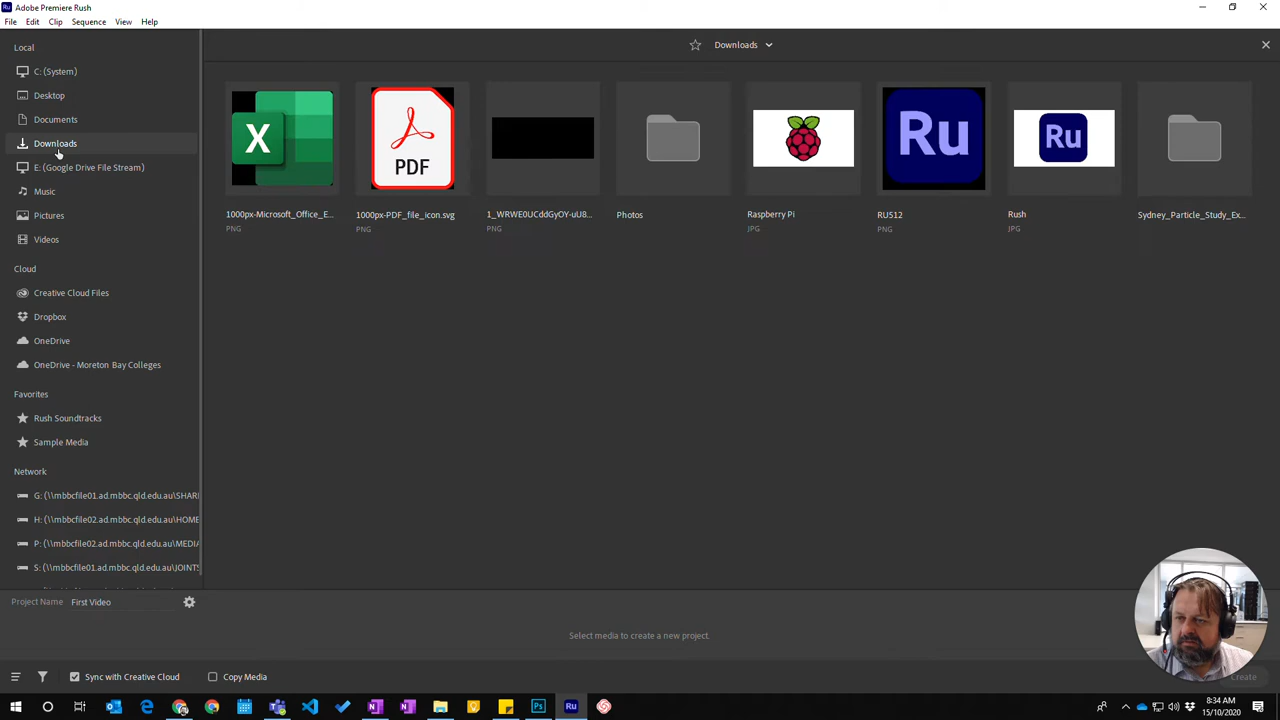 Adobe Premiere Rush
File Edit Clip Sequence View Help
Local
C: (System)
Desktop
Documents
Downloads
E: (Google Drive File Stream)
Music
Pictures
Videos
Cloud
Creative Cloud Files
Dropbox
OneDrive
OneDrive - Moreton Bay Colleges
Favorites
Rush Soundtracks
Sample Media
Network
G: (\\mbbcfile01.ad.mbbc.qld.edu.au\SHAR
H: (\\mbbcfile02.ad.mbbc.qld.edu.au\HOME
P: (\\mbbcfile02.ad.mbbc.qld.edu.au\MEDIA
S: (\\mbbcfile01.ad.mbbc.qld.edu.au\JOINTS
Downloads
X
PDF
Ru
Ru
1000px-Microsoft_Office_E...
PNG
1000px-PDF_file_icon.svg
PNG
1_WRWE0UCddGyOY-uU8...
PNG
Photos
Raspberry Pi
JPG
RU512
PNG
Rush
JPG
Sydney_Particle_Study_Ex...
Project Name First Video
Select media to create a new project.
Sync with Creative Cloud
Copy Media
Create
8:34 AM
15/10/2020